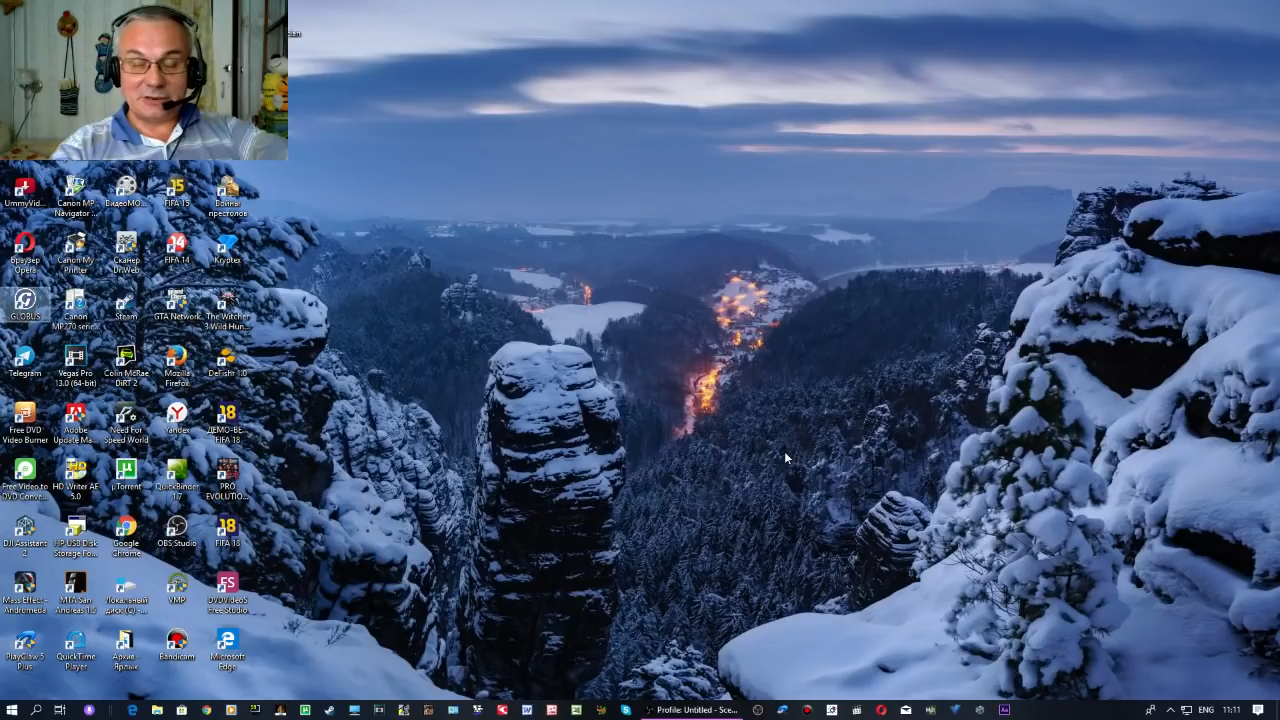 UmmyVid...
Canon MP
Navigator ...
ВидеоМО...
FIFA 15
Войны
престолов
Браузер
Opera
Canon My
Printer
Сканер
Dr.Web
FIFA 14
Kryptex
GLOBUS
Canon
MP270 serie...
Steam
GTA Network
The Witcher
3 Wild Hun...
Telegram
Vegas Pro
13.0 (64-bit)
Colin McRae
DiRT 2
Mozilla
Firefox
DeFishr 1.0
Free DVD
Video Burner
Adobe
Update Ma...
Need For
Speed World
Yandex
ДЕМО-ВЕ...
FIFA 18
Free Video to
DVD Conve...
HD Writer AE
5.0
µTorrent
QuickBinder
1.7
PRO
EVOLUTIO...
DJI Assistant
2
HP USB Disk
Storage Fo...
Google
Chrome
OBS Studio
FIFA 18
Mass Effect -
Andromeda
MTA San
Andreas 1.5
Локальный
диск (C) -...
VMP
DVDVideoS
Free Studio
PlayClaw 5
Plus
QuickTime
Player
Архив -
Ярлык
Bandicam
Microsoft
Edge
Profile: Untitled - Sce...
ENG
11:11